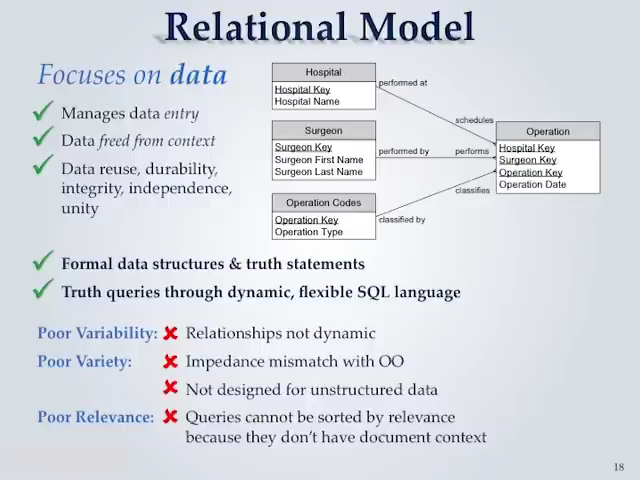 Relational Model
Focuses on data
Manages data entry
Data freed from context
Data reuse, durability,
integrity, independence,
unity
Hospital
Hospital Key
Hospital Name
Surgeon
Surgeon Key
Surgeon First Name
Surgeon Last Name
Operation Codes
Operation Key
Operation Type
performed at
schedules
performed by
performs
classifies
classified by
Operation
Hospital Key
Surgeon Key
Operation Key
Operation Date
Formal data structures & truth statements
Truth queries through dynamic, flexible SQL language
Poor Variability: Relationships not dynamic
Poor Variety: Impedance mismatch with OO
Not designed for unstructured data
Poor Relevance: Queries cannot be sorted by relevance
because they don't have document context
18